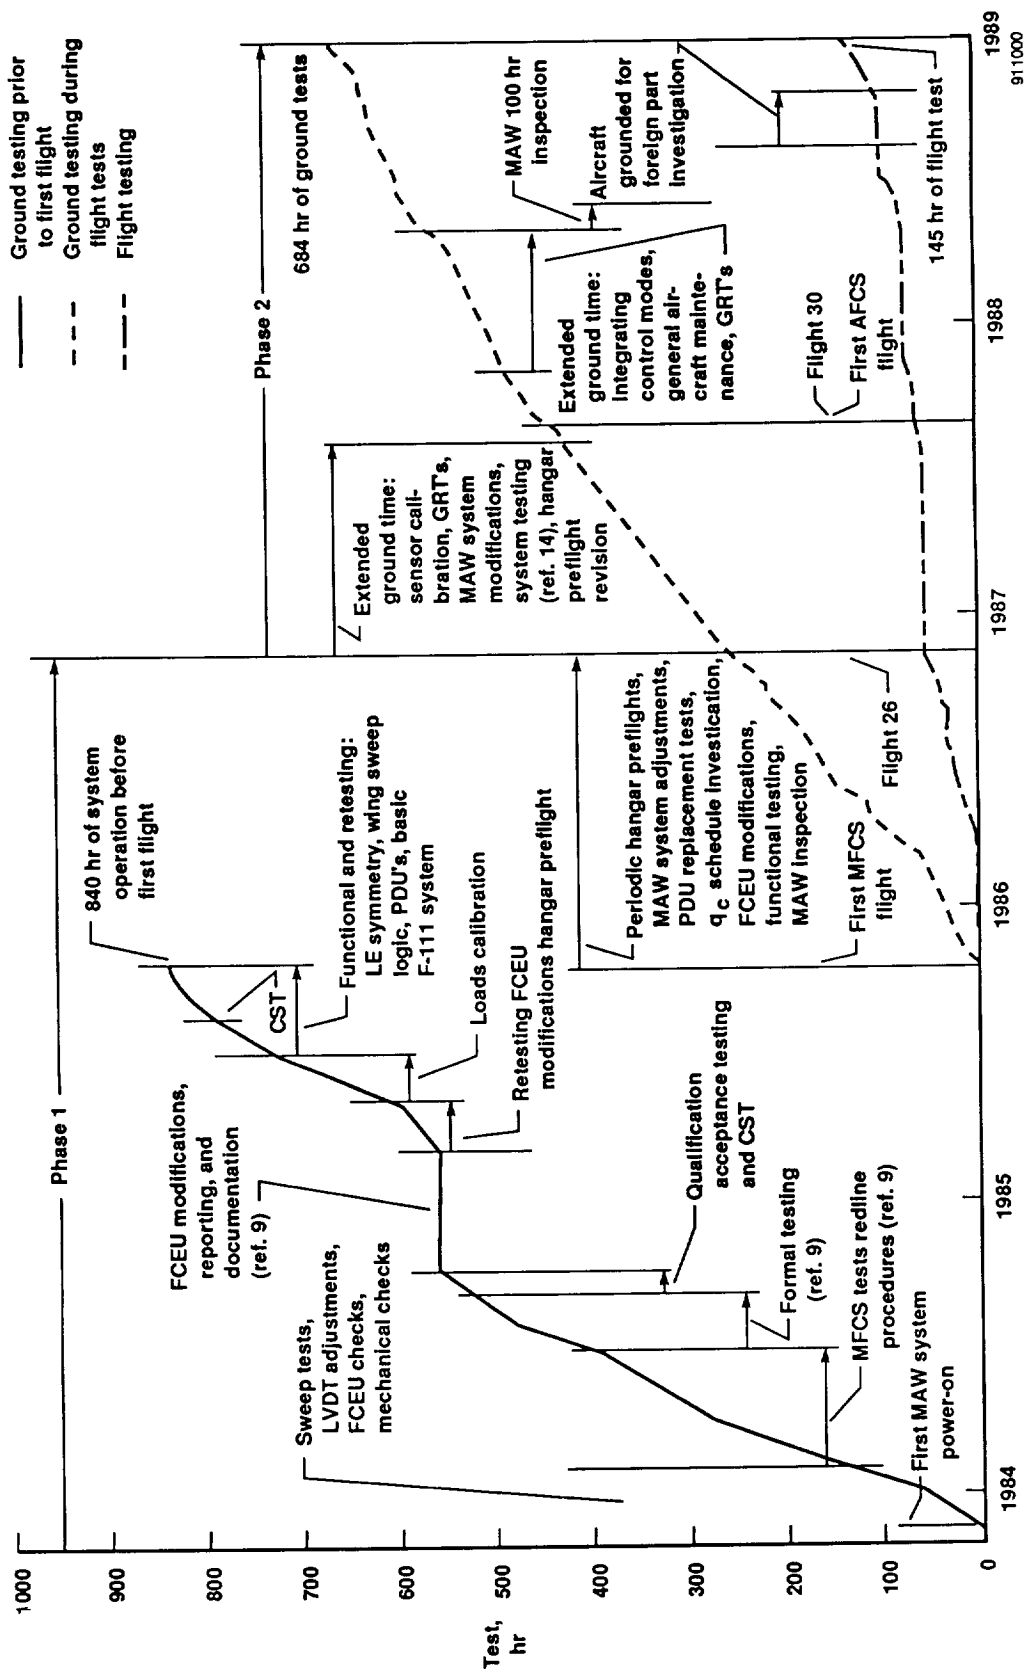 Ground testing prior
to first flight
Ground testing during
flight tests
Flight testing
1000
900
800
700
600
500
400
300
200
100
0
Test,
hr
Phase 1
Phase 2
840 hr of system
operation before
first flight
FCEU modifications,
reporting, and
documentation
(ref. 9)
Sweep tests,
LVDT adjustments,
FCEU checks,
mechanical checks
CST
Functional and retesting:
LE symmetry, wing sweep
logic, PDU's, basic
F-111 system
Loads calibration
Retesting FCEU
modifications hangar preflight
Qualification
acceptance testing
and CST
Formal testing
(ref. 9)
MFCS tests redline
procedures (ref. 9)
First MAW system
power-on
Extended
ground time:
sensor cali-
bration, GRT's,
MAW system
modifications,
system testing
(ref. 14), hangar
preflight
revision
Periodic hangar preflights,
MAW system adjustments,
PDU replacement tests,
qc schedule investication,
FCEU modifications,
functional testing,
MAW inspection
First MFCS
flight
Flight 26
684 hr of ground tests
MAW 100 hr
inspection
Aircraft
grounded for
foreign part
investigation
Extended
ground time:
integrating
control modes,
general air-
craft mainte-
nance, GRT's
Flight 30
First AFCS
flight
145 hr of flight test
1984
1985
1986
1987
1988
1989
911000